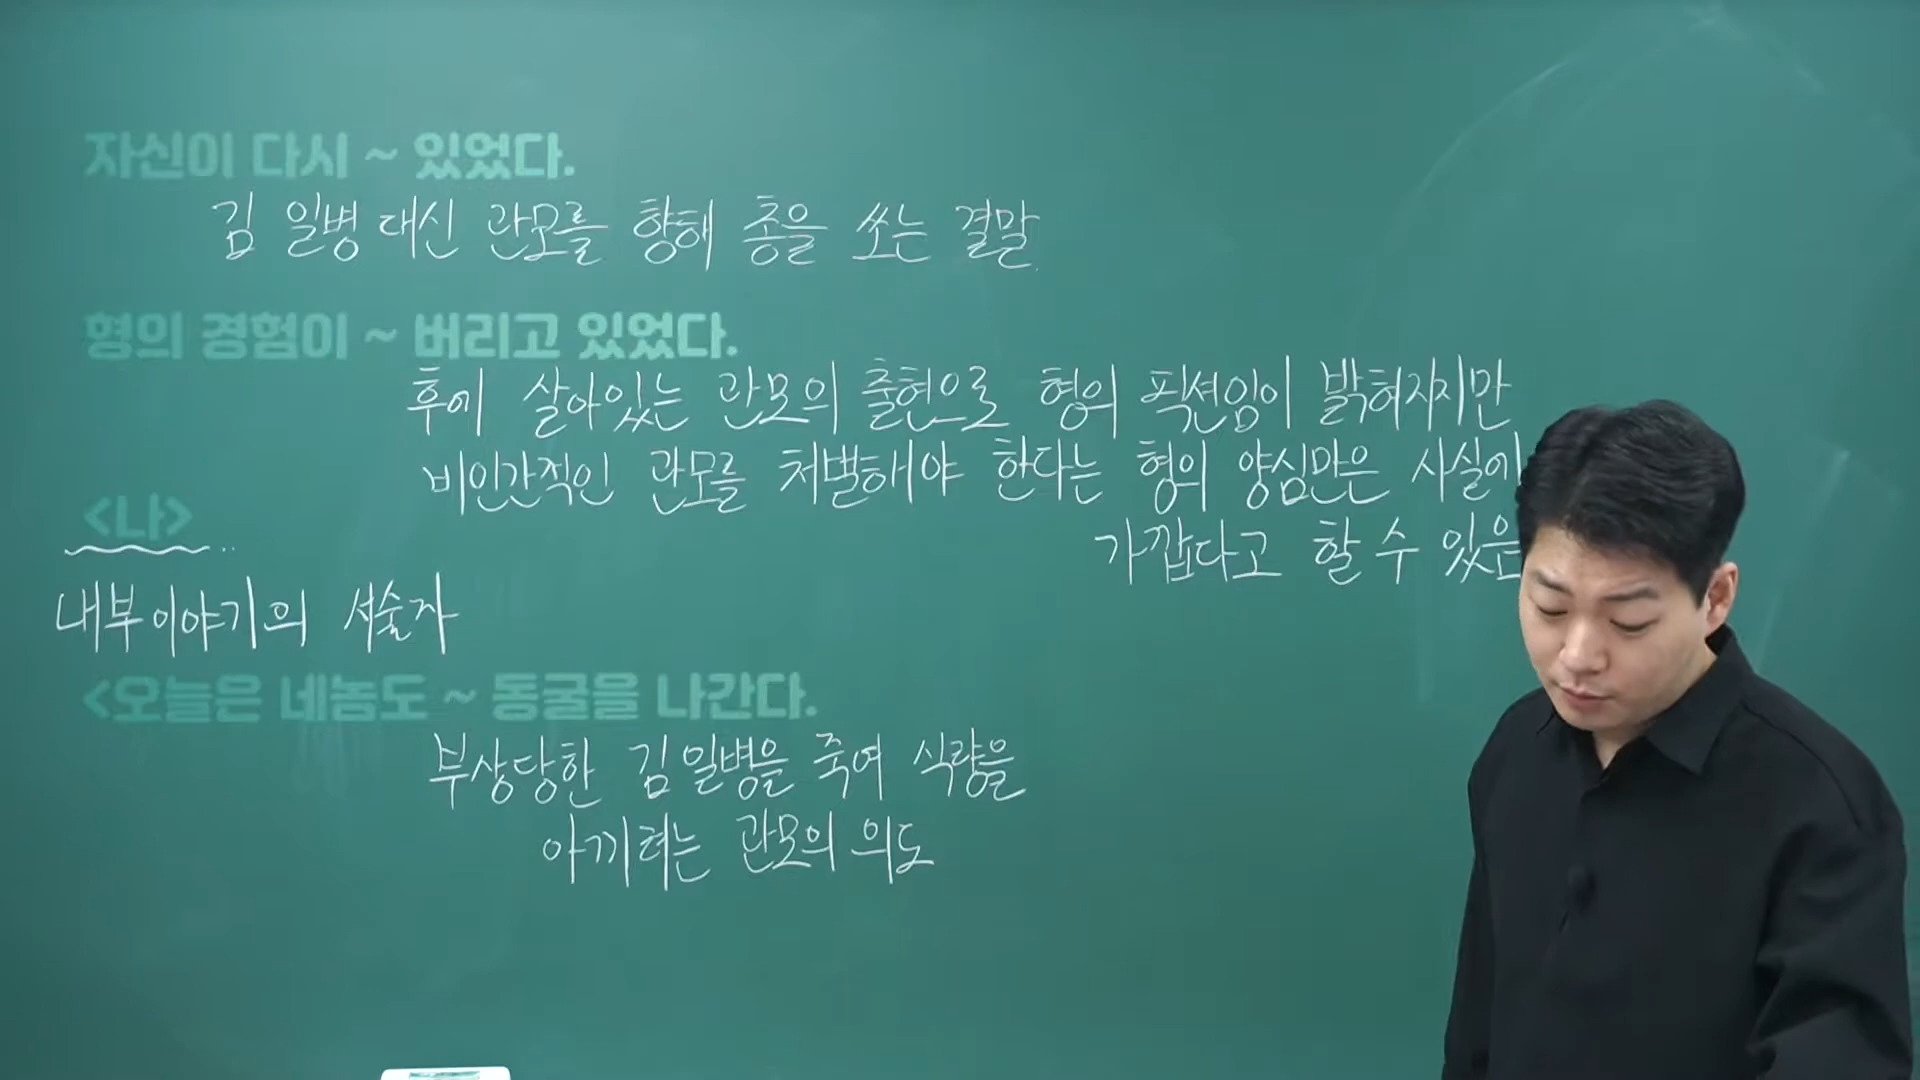 자신이 다시 ~ 있었다.
김 일병 대신 관모를 향해 총을 쏘는 결말.
형의 경험이 ~ 버리고 있었다.
후에 살아있는 관모의 출현으로 형의 픽션임이 밝혀지지만
비인간적인 관모를 처벌해야 한다는 형의 양심만은 사실에
가깝다고 할 수 있은
<나>
내부이야기의 서술자
<오늘은 네놈도 ~ 동굴을 나간다.
부상당한 김 일병을 죽여 식량을
아끼려는 관모의 의도